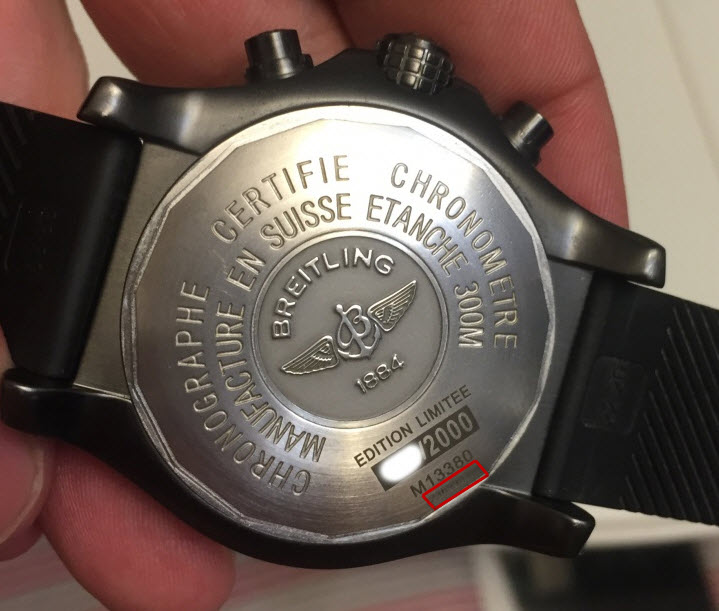 CHRONOGRAPHE CERTIFIE CHRONOMETRE
MANUFACTURE EN SUISSE ETANCHE 300M
BREITLING
1884
EDITION LIMITEE
/2000
M13380